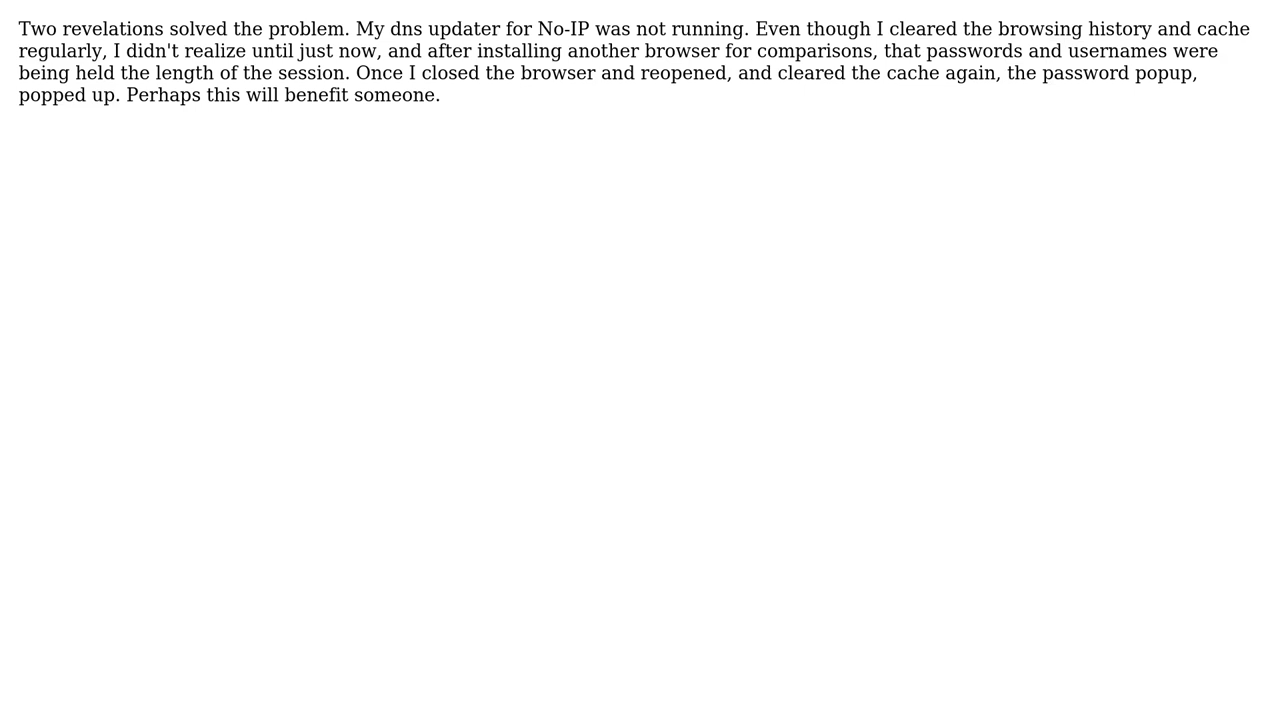 Two revelations solved the problem. My dns updater for No-IP was not running. Even though I cleared the browsing history and cache
regularly, I didn't realize until just now, and after installing another browser for comparisons, that passwords and usernames were
being held the length of the session. Once I closed the browser and reopened, and cleared the cache again, the password popup,
popped up. Perhaps this will benefit someone.